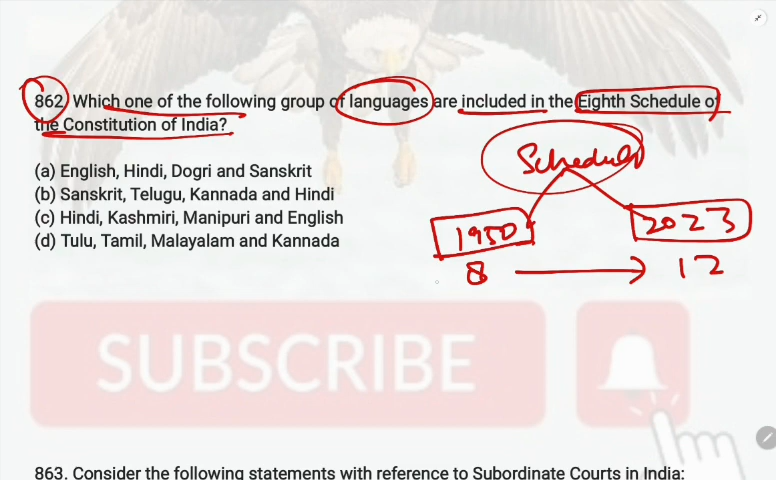 862. Which one of the following group of languages are included in the Eighth Schedule of
the Constitution of India?
Schedules
(a) English, Hindi, Dogri and Sanskrit
(b) Sanskrit, Telugu, Kannada and Hindi
(c) Hindi, Kashmiri, Manipuri and English
(d) Tulu, Tamil, Malayalam and Kannada
1950 2023
8 12
SUBSCRIBE
863. Consider the following statements with reference to Subordinate Courts in India: